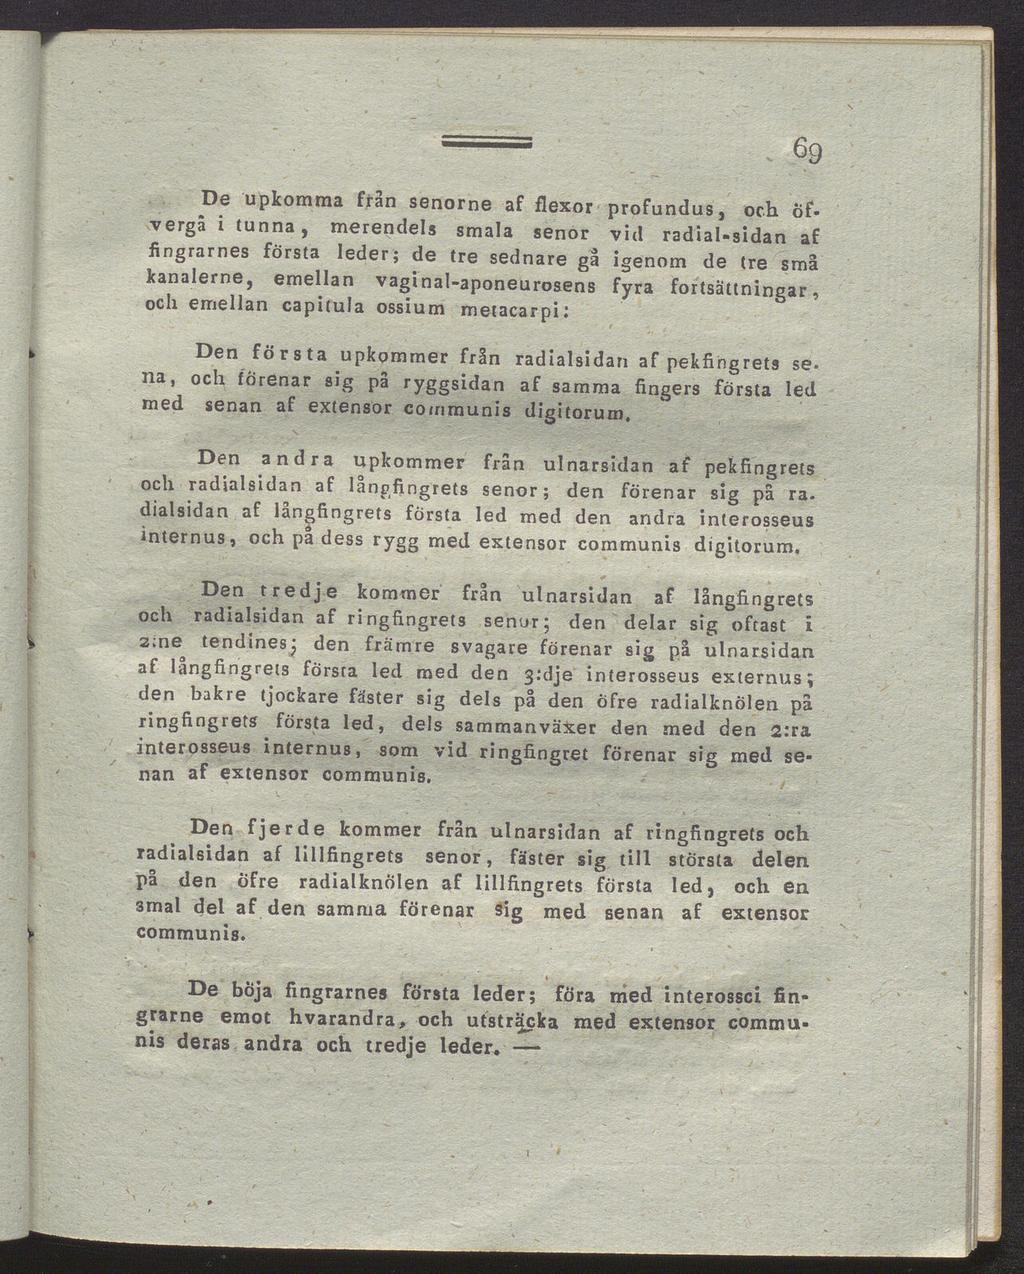 69
De upkomma från senorne af flexor profundus, och öf-
vergå i tunna, merendels smala senor vid radial-sidan af
fingrarnes första leder; de tre sednare gå igenom de tre små
kanalerne, emellan vaginal-aponeurosens fyra fortsättningar,
och emellan capitula ossium metacarpi:
Den första upkommer från radialsidan af pekfingrets se-
na, och förenar sig på ryggsidan af samma fingers första led
med senan af extensor communis digitorum.
Den andra upkommer från ulnarsidan af pekfingrets
och radialsidan af långfingrets senor; den förenar sig på ra-
dialsidan af långfingrets första led med den andra interosseus
internus, och på dess rygg med extensor communis digitorum.
Den tredje kommer från ulnarsidan af långfingrets
och radialsidan af ringfingrets senor; den delar sig oftast i
2:ne tendines; den främre svagare förenar sig på ulnarsidan
af långfingrets första led med den 3:dje interosseus externus;
den bakre tjockare fäster sig dels på den öfre radialknölen på
ringfingrets första led, dels sammanväxer den med den 2:ra
interosseus internus, som vid ringfingret förenar sig med se-
nan af extensor communis.
Den fjerde kommer från ulnarsidan af ringfingrets och
radialsidan af lillfingrets senor, fäster sig till största delen
på den öfre radialknölen af lillfingrets första led, och en
smal del af den samma förenar sig med senan af extensor
communis.
De böja fingrarnes första leder; föra med interossei fin-
grarne emot hvarandra, och utsträcka med extensor commu-
nis deras andra och tredje leder. —